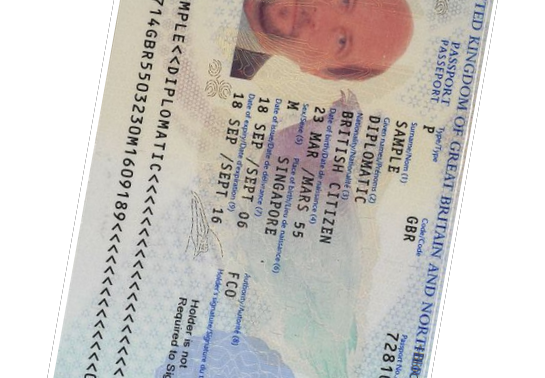 TED KINGDOM OF GREAT BRITAIN AND NORTHE
PASSPORT
PASSEPORT
Type/Type
Code/Code
Passport No.
P
GBR
7281
Surname/Nom (1)
SAMPLE
Given names/Prénoms (2)
DIPLOMATIC
Nationality/Nationalité (3)
BRITISH CITIZEN
Date of birth/Date de naissance (4)
23 MAR /MARS 55
Sex/Sexe (5)
Place of birth/Lieu de naissance (6)
M
SINGAPORE
Date of issue/Date de délivrance (7)
Authority/Autorité (8)
18 SEP /SEPT 06
FCO
Date of expiry/Date d'expiration (9)
Holder's signature/Signature du
18 SEP /SEPT 16
Holder is not
Required to Si
MPLE<<DIPLOMATIC<<<<<<<<<<<<<<<<
714GBR5503230M1609189<<<<<<<<<<<